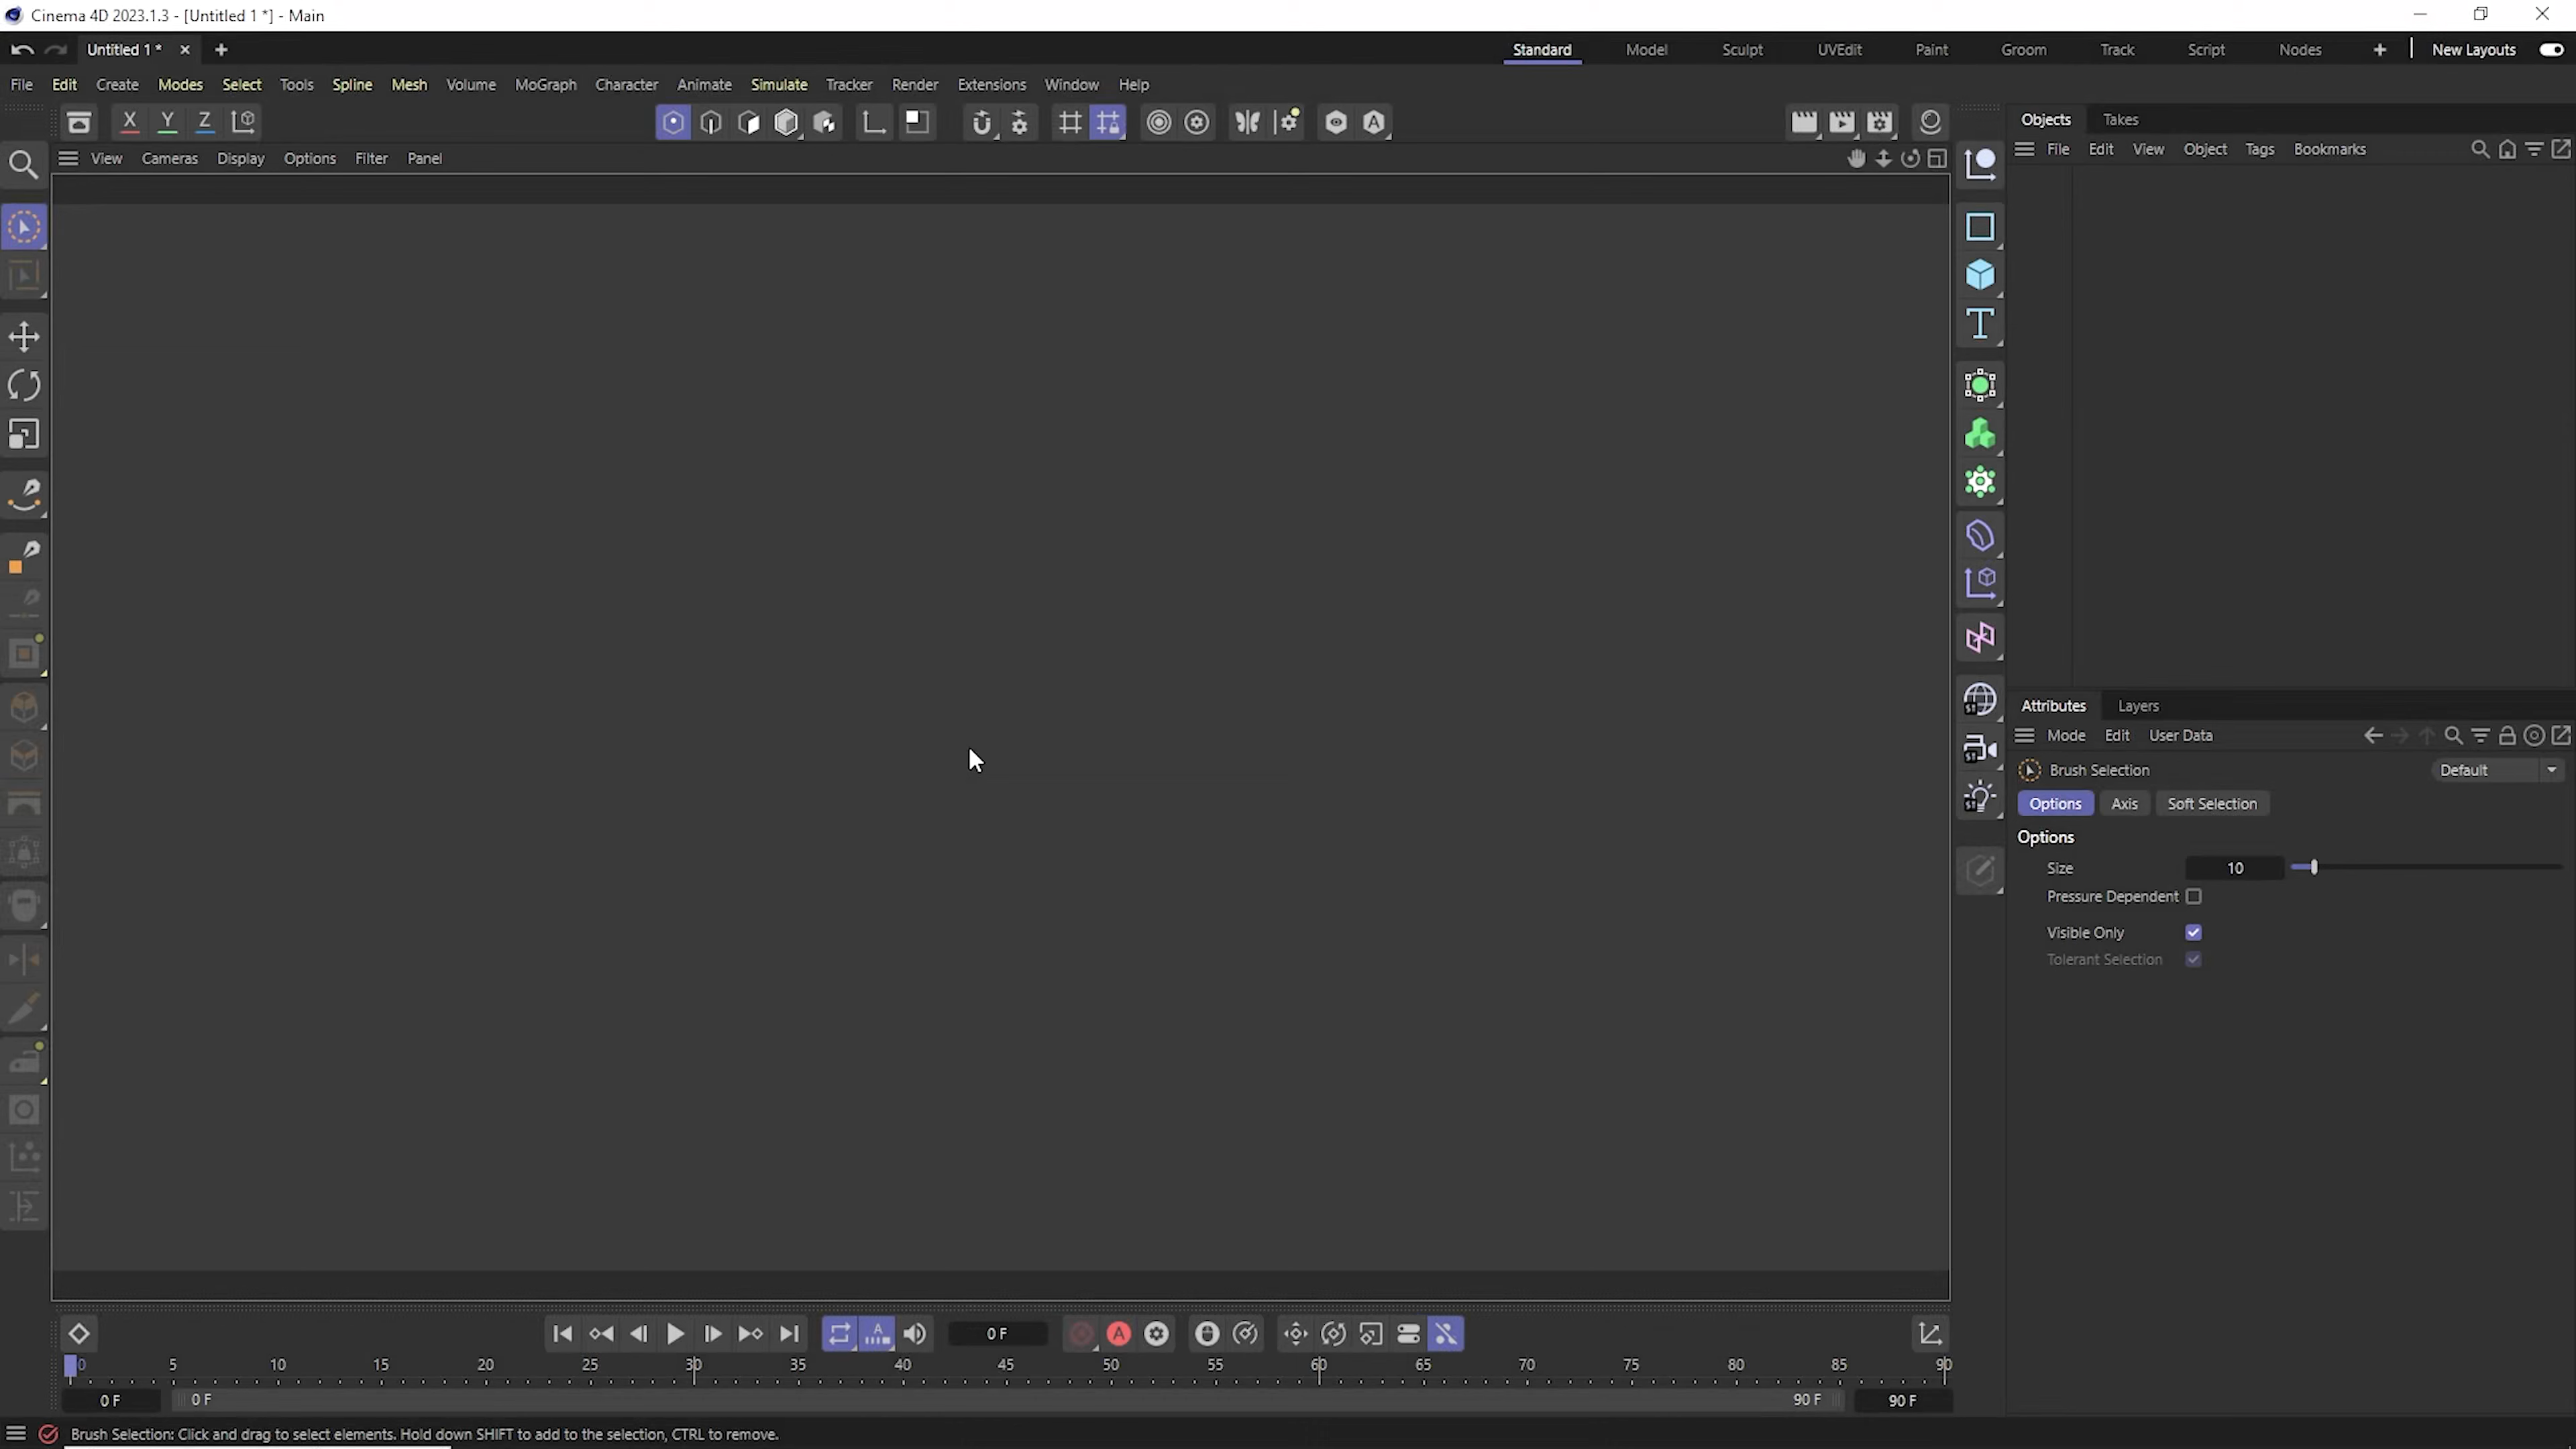 Cinema 4D 2023.1.3 - [Untitled 1 *] - Main
Untitled 1 *
Standard Model Sculpt UVEdit Paint Groom Track Script Nodes New Layouts
File Edit Create Modes Select Tools Spline Mesh Volume MoGraph Character Animate Simulate Tracker Render Extensions Window Help
X Y Z
Objects Takes
View Cameras Display Options Filter Panel
File Edit View Object Tags Bookmarks
Attributes Layers
Mode Edit User Data
Brush Selection Default
Options Axis Soft Selection
Options
Size 10
Pressure Dependent
Visible Only
Tolerant Selection
0 F
0 5 10 15 20 25 30 35 40 45 50 55 60 65 70 75 80 85 90
0 F 0 F 90 F 90 F
Brush Selection: Click and drag to select elements. Hold down SHIFT to add to the selection, CTRL to remove.